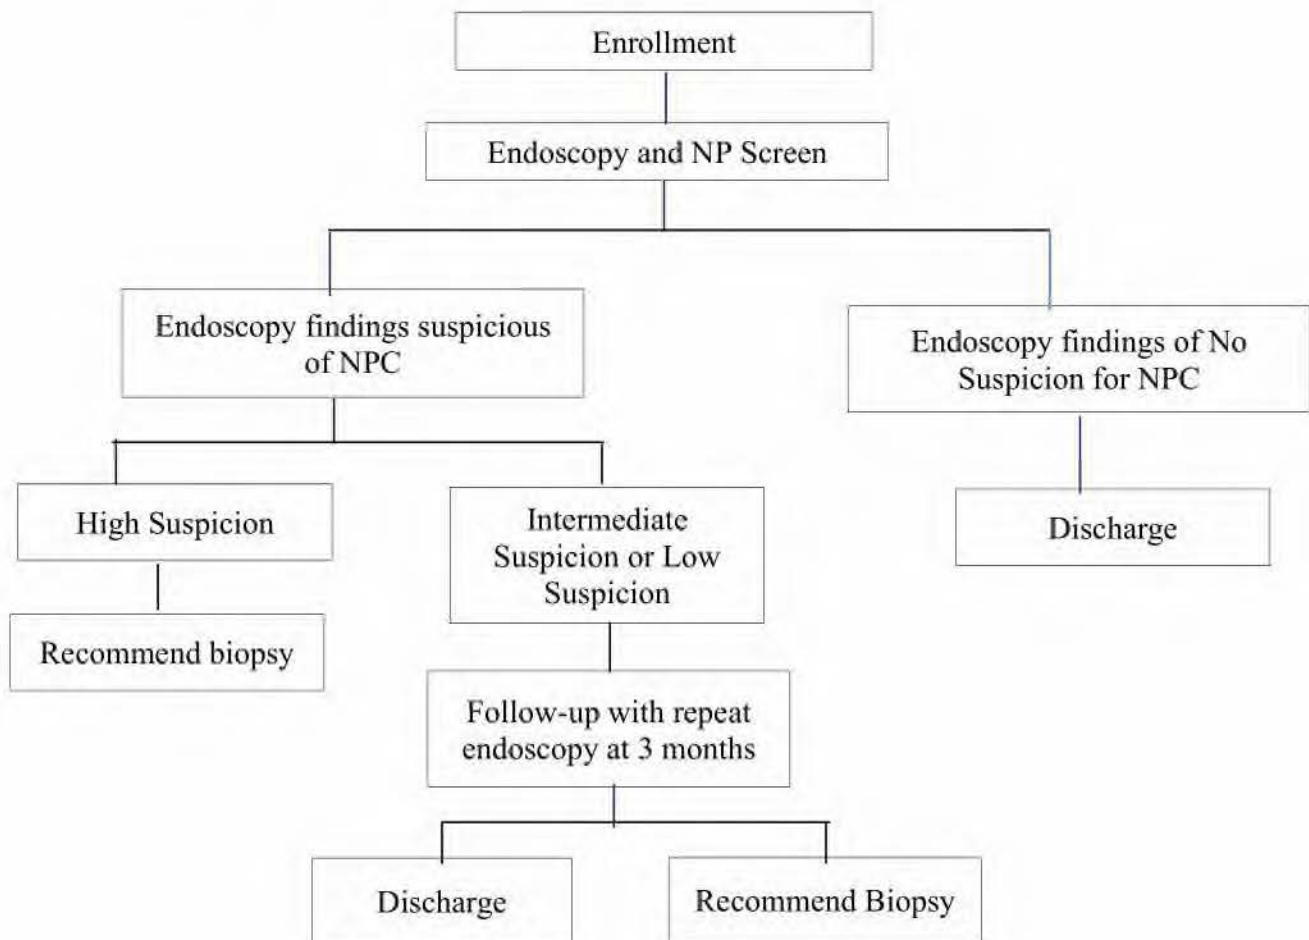 Enrollment
Endoscopy and NP Screen
Endoscopy findings suspicious
of NPC
Endoscopy findings of No
Suspicion for NPC
High Suspicion
Intermediate
Suspicion or Low
Suspicion
Discharge
Recommend biopsy
Follow-up with repeat
endoscopy at 3 months
Discharge
Recommend Biopsy